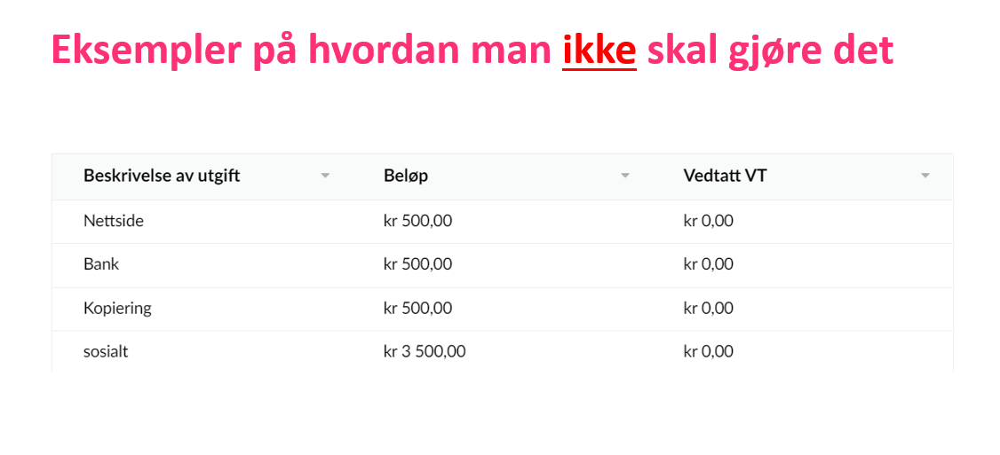 Eksempler på hvordan man ikke skal gjøre det
Beskrivelse av utgift Beløp Vedtatt VT
Nettside kr 500,00 kr 0,00
Bank kr 500,00 kr 0,00
Kopiering kr 500,00 kr 0,00
sosialt kr 3 500,00 kr 0,00